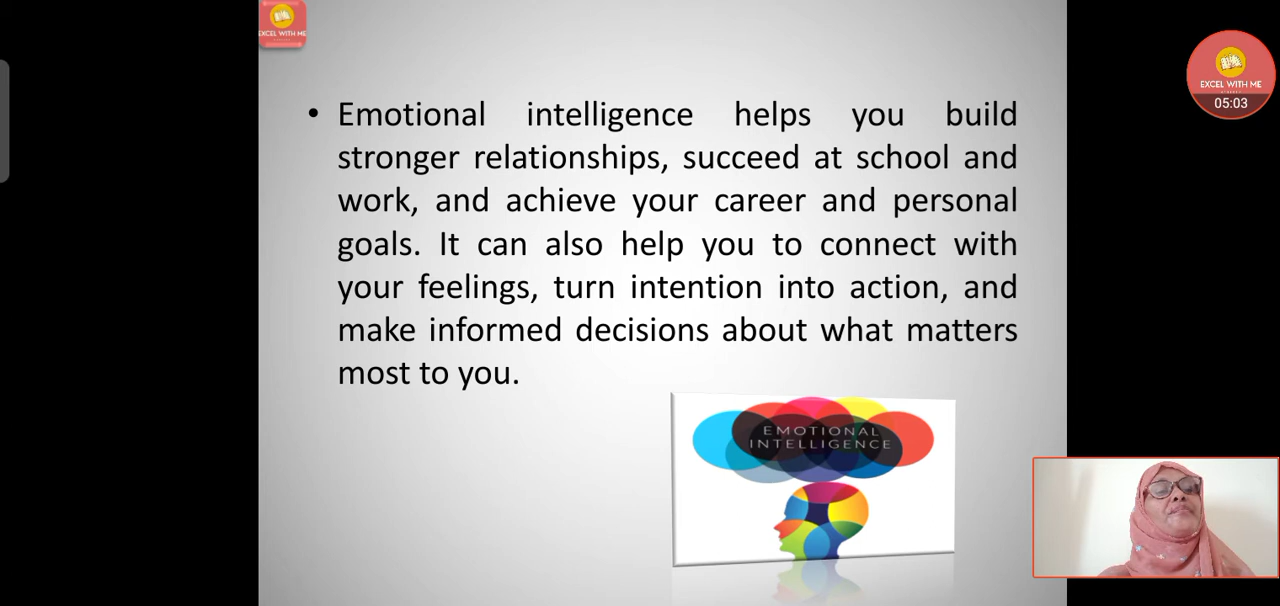 EXCEL WITH ME
EXCEL WITH ME
05:03
• Emotional intelligence helps you build
stronger relationships, succeed at school and
work, and achieve your career and personal
goals. It can also help you to connect with
your feelings, turn intention into action, and
make informed decisions about what matters
most to you.
EMOTIONAL
INTELLIGENCE